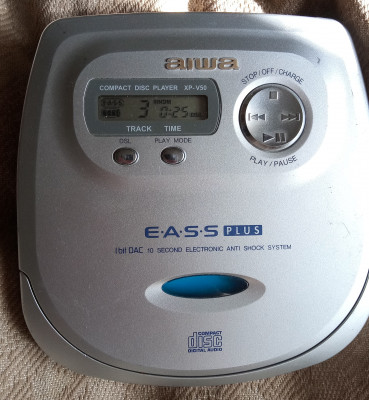 aiwa
COMPACT DISC PLAYER XP-V50
STOP/OFF/CHARGE
3 0:25
TRACK TIME
DSL PLAY MODE
PLAY/PAUSE
E·A·S·S PLUS
1bit DAC 10 SECOND ELECTRONIC ANTI SHOCK SYSTEM
COMPACT
disc
DIGITAL AUDIO